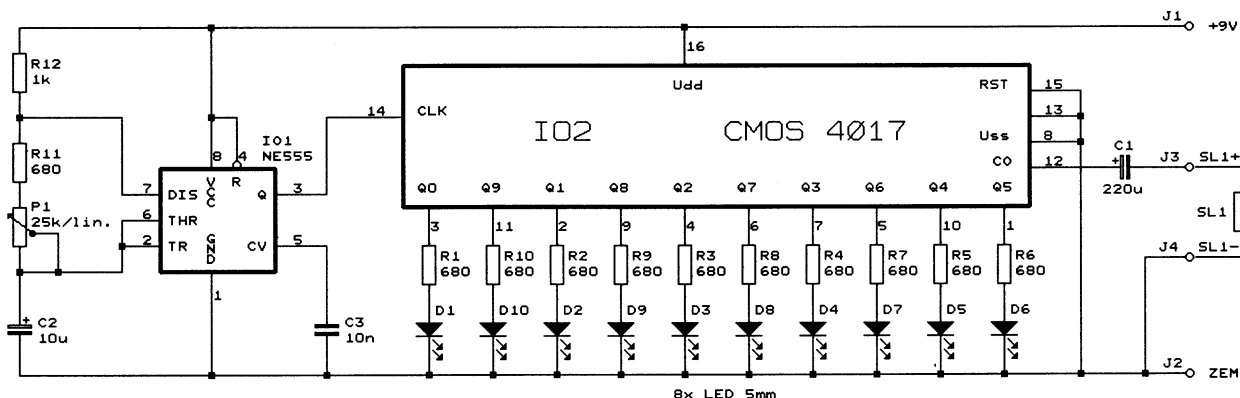 J1
+9V
16
R12
1k
Udd
RST
15
14
CLK
IO2
CMOS 4017
13
Uss
8
IO1
NE555
CO
12
C1
+
220u
J3
SL1+
R11
680
8
4
VCC
R
7
DIS
Q
3
Q0
Q9
Q1
Q8
Q2
Q7
Q3
Q6
Q4
Q5
P1
25k/lin.
6
THR
SL1
2
TR
GND
CV
5
3
11
2
9
4
6
7
5
10
1
J4
SL1-
R1
680
R10
680
R2
680
R9
680
R3
680
R8
680
R4
680
R7
680
R5
680
R6
680
1
+
C2
10u
C3
10n
D1
D10
D2
D9
D3
D8
D4
D7
D5
D6
J2
ZEM
8x LED 5mm